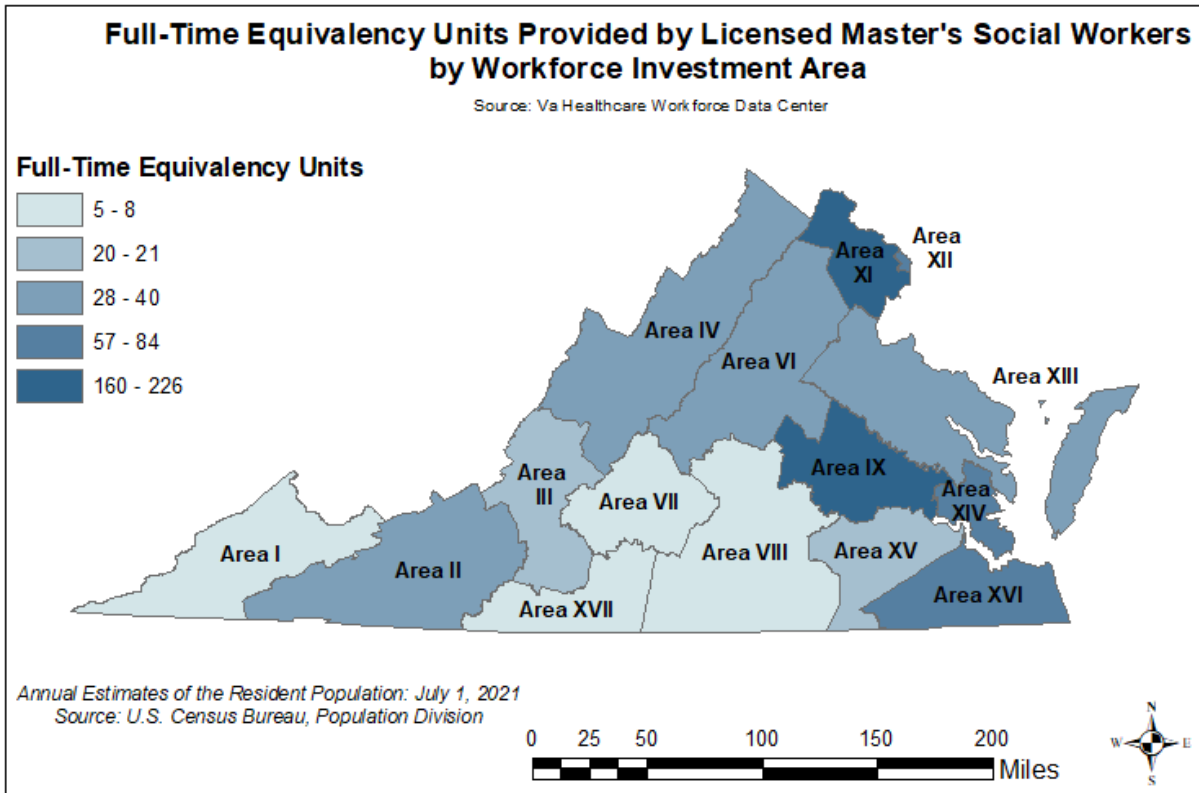 Full-Time Equivalency Units Provided by Licensed Master's Social Workers
by Workforce Investment Area
Source: Va Healthcare Workforce Data Center
Full-Time Equivalency Units
5 - 8
20 - 21
28 - 40
57 - 84
160 - 226
Area
XII
Area
XI
Area IV
Area VI
Area XIII
Area
III
Area VII
Area IX
Area
XIV
Area I
Area II
Area VIII
Area XV
Area XVII
Area XVI
Annual Estimates of the Resident Population: July 1, 2021
Source: U.S. Census Bureau, Population Division
0 25 50 100 150 200
Miles
N
W E
S